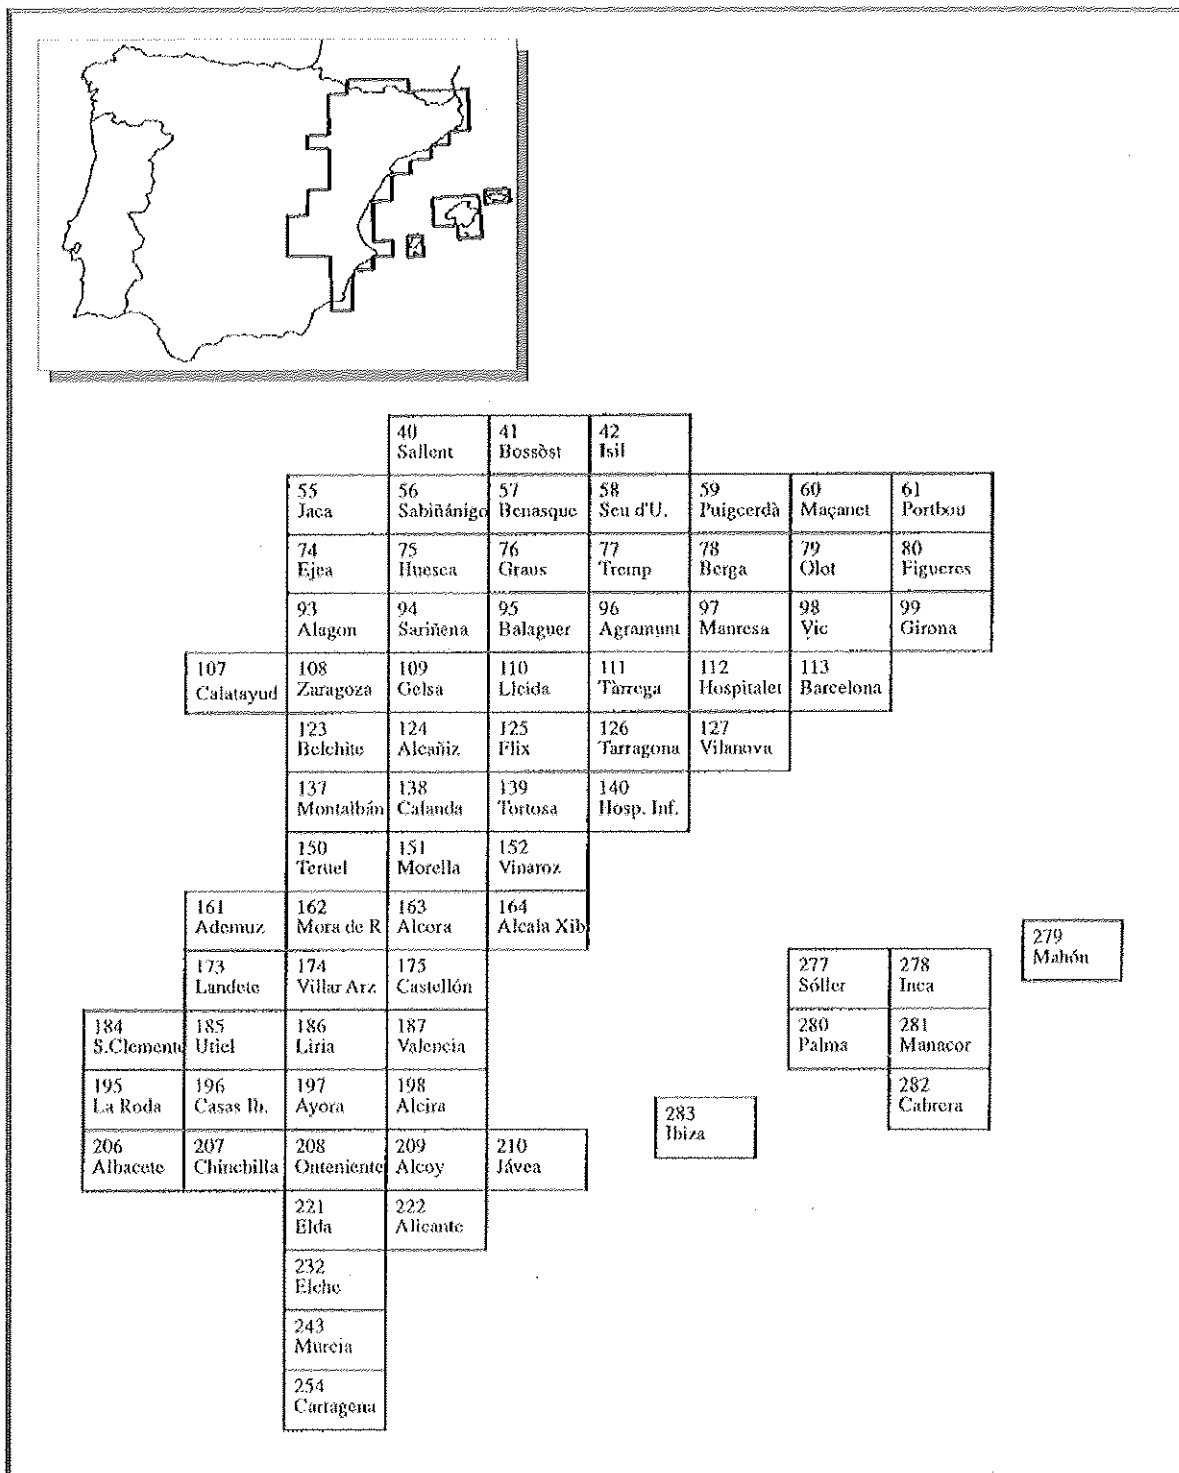 40
Sallent
41
Bossòst
42
Isil
55
Jaca
56
Sabiñánigo
57
Benasque
58
Seu d'U.
59
Puigcerdà
60
Maçanet
61
Portbou
74
Ejea
75
Huesca
76
Graus
77
Tremp
78
Berga
79
Olot
80
Figueres
93
Alagon
94
Sariñena
95
Balaguer
96
Agramunt
97
Manresa
98
Vic
99
Girona
107
Calatayud
108
Zaragoza
109
Gelsa
110
Lleida
111
Tàrrega
112
Hospitalet
113
Barcelona
123
Belchite
124
Alcañiz
125
Flix
126
Tarragona
127
Vilanova
137
Montalbán
138
Calanda
139
Tortosa
140
Hosp. Inf.
150
Teruel
151
Morella
152
Vinaroz
161
Ademuz
162
Mora de R
163
Alcora
164
Alcala Xib
279
Mahón
173
Landete
174
Villar Arz
175
Castellón
277
Sóller
278
Inca
184
S.Clemente
185
Utiel
186
Liria
187
Valencia
280
Palma
281
Manacor
195
La Roda
196
Casas Ib.
197
Ayora
198
Alcira
283
Ibiza
282
Cabrera
206
Albacete
207
Chinchilla
208
Onteniente
209
Alcoy
210
Jávea
221
Elda
222
Alicante
232
Elche
243
Murcia
254
Cartagena